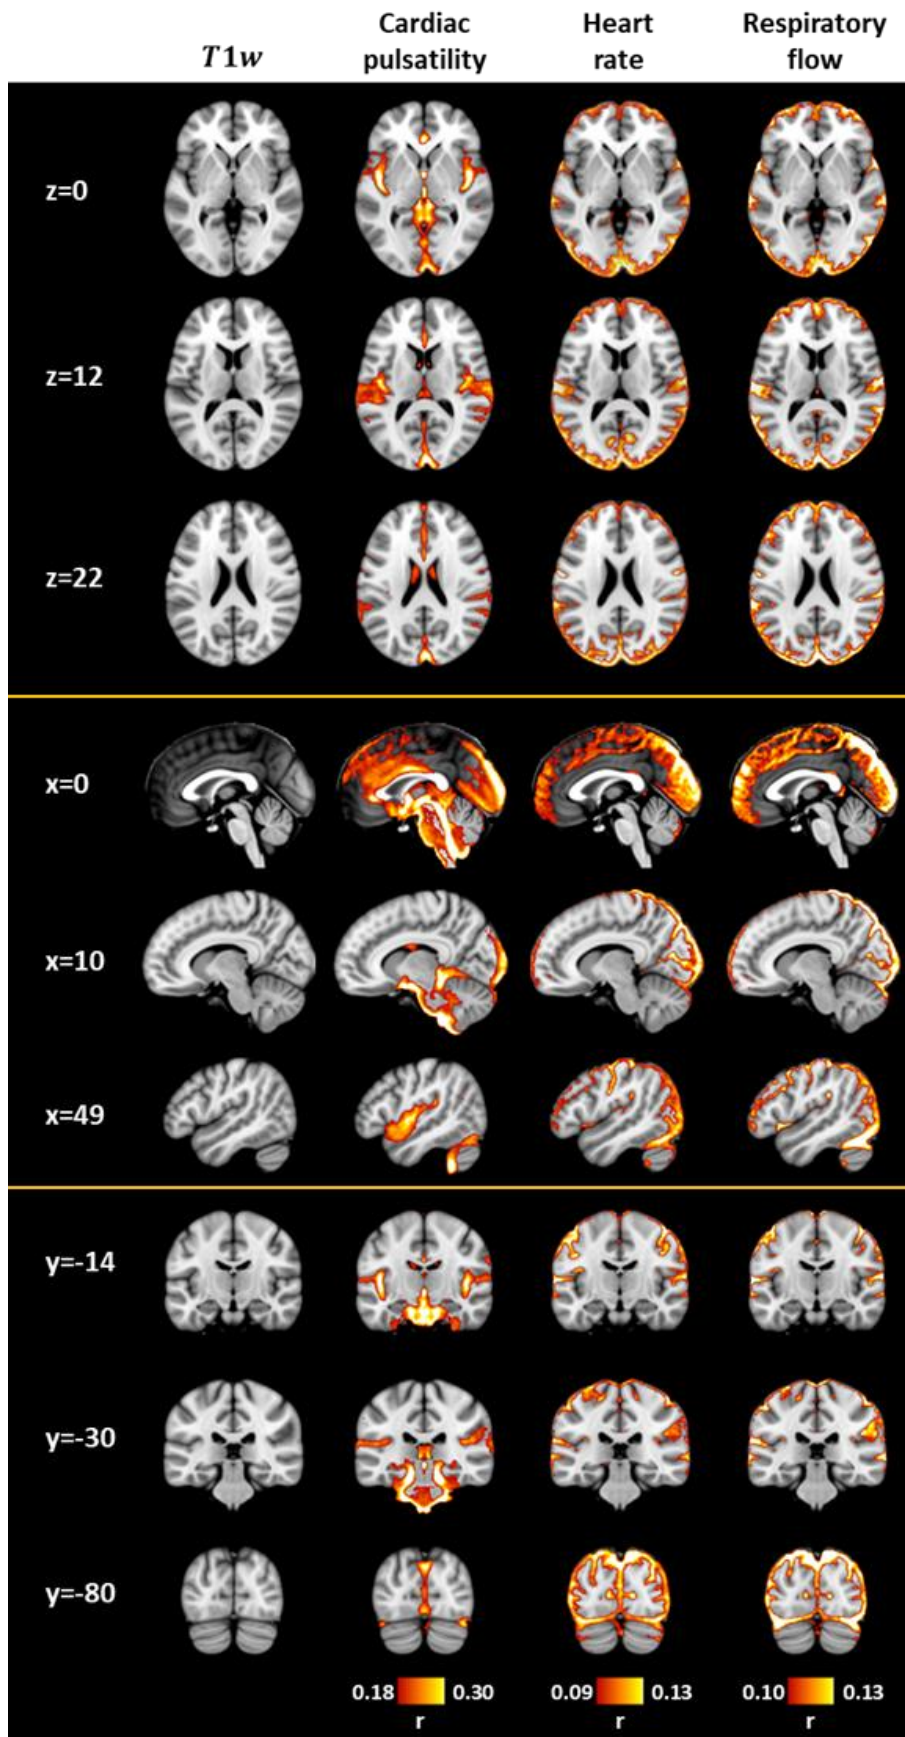 T1w
Cardiac
pulsatility
Heart
rate
Respiratory
flow
z=0
z=12
z=22
x=0
x=10
x=49
y=-14
y=-30
y=-80
0.18 0.30
r
0.09 0.13
r
0.10 0.13
r